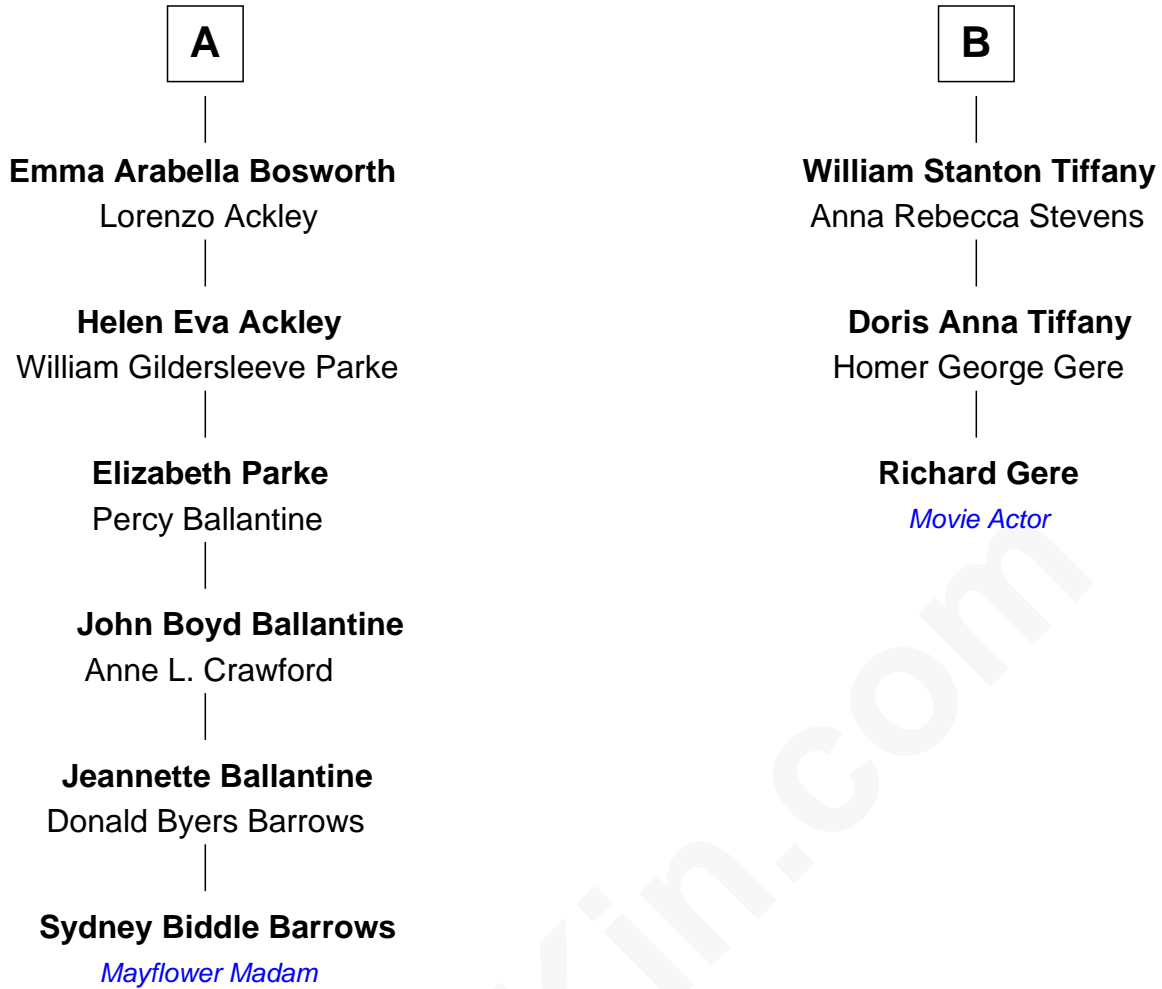 A
Emma Arabella Bosworth
Lorenzo Ackley
Helen Eva Ackley
William Gildersleeve Parke
Elizabeth Parke
Percy Ballantine
John Boyd Ballantine
Anne L. Crawford
Jeannette Ballantine
Donald Byers Barrows
Sydney Biddle Barrows
Mayflower Madam
B
William Stanton Tiffany
Anna Rebecca Stevens
Doris Anna Tiffany
Homer George Gere
Richard Gere
Movie Actor
Kin.com